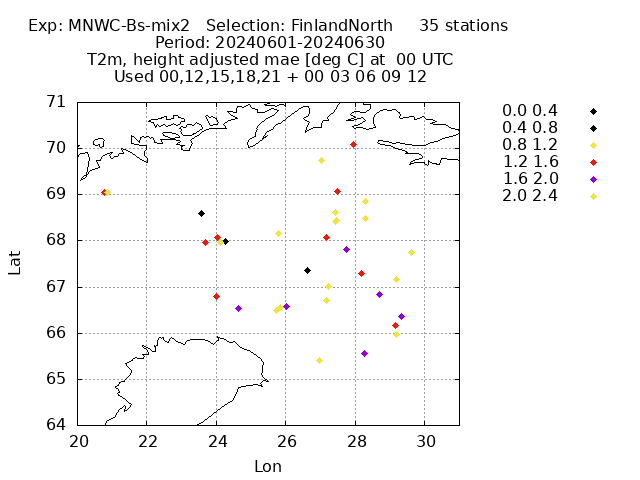 Exp: MNWC-Bs-mix2 Selection: FinlandNorth 35 stations
Period: 20240601-20240630
T2m, height adjusted mae [deg C] at 00 UTC
Used 00,12,15,18,21 + 00 03 06 09 12
0.0 0.4
0.4 0.8
0.8 1.2
1.2 1.6
1.6 2.0
2.0 2.4
71
70
69
68
67
66
65
64
Lat
20 22 24 26 28 30
Lon